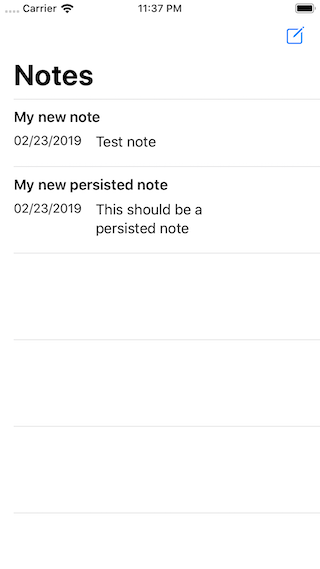 Carrier 11:37 PM
Notes
My new note
02/23/2019 Test note
My new persisted note
02/23/2019 This should be a
persisted note